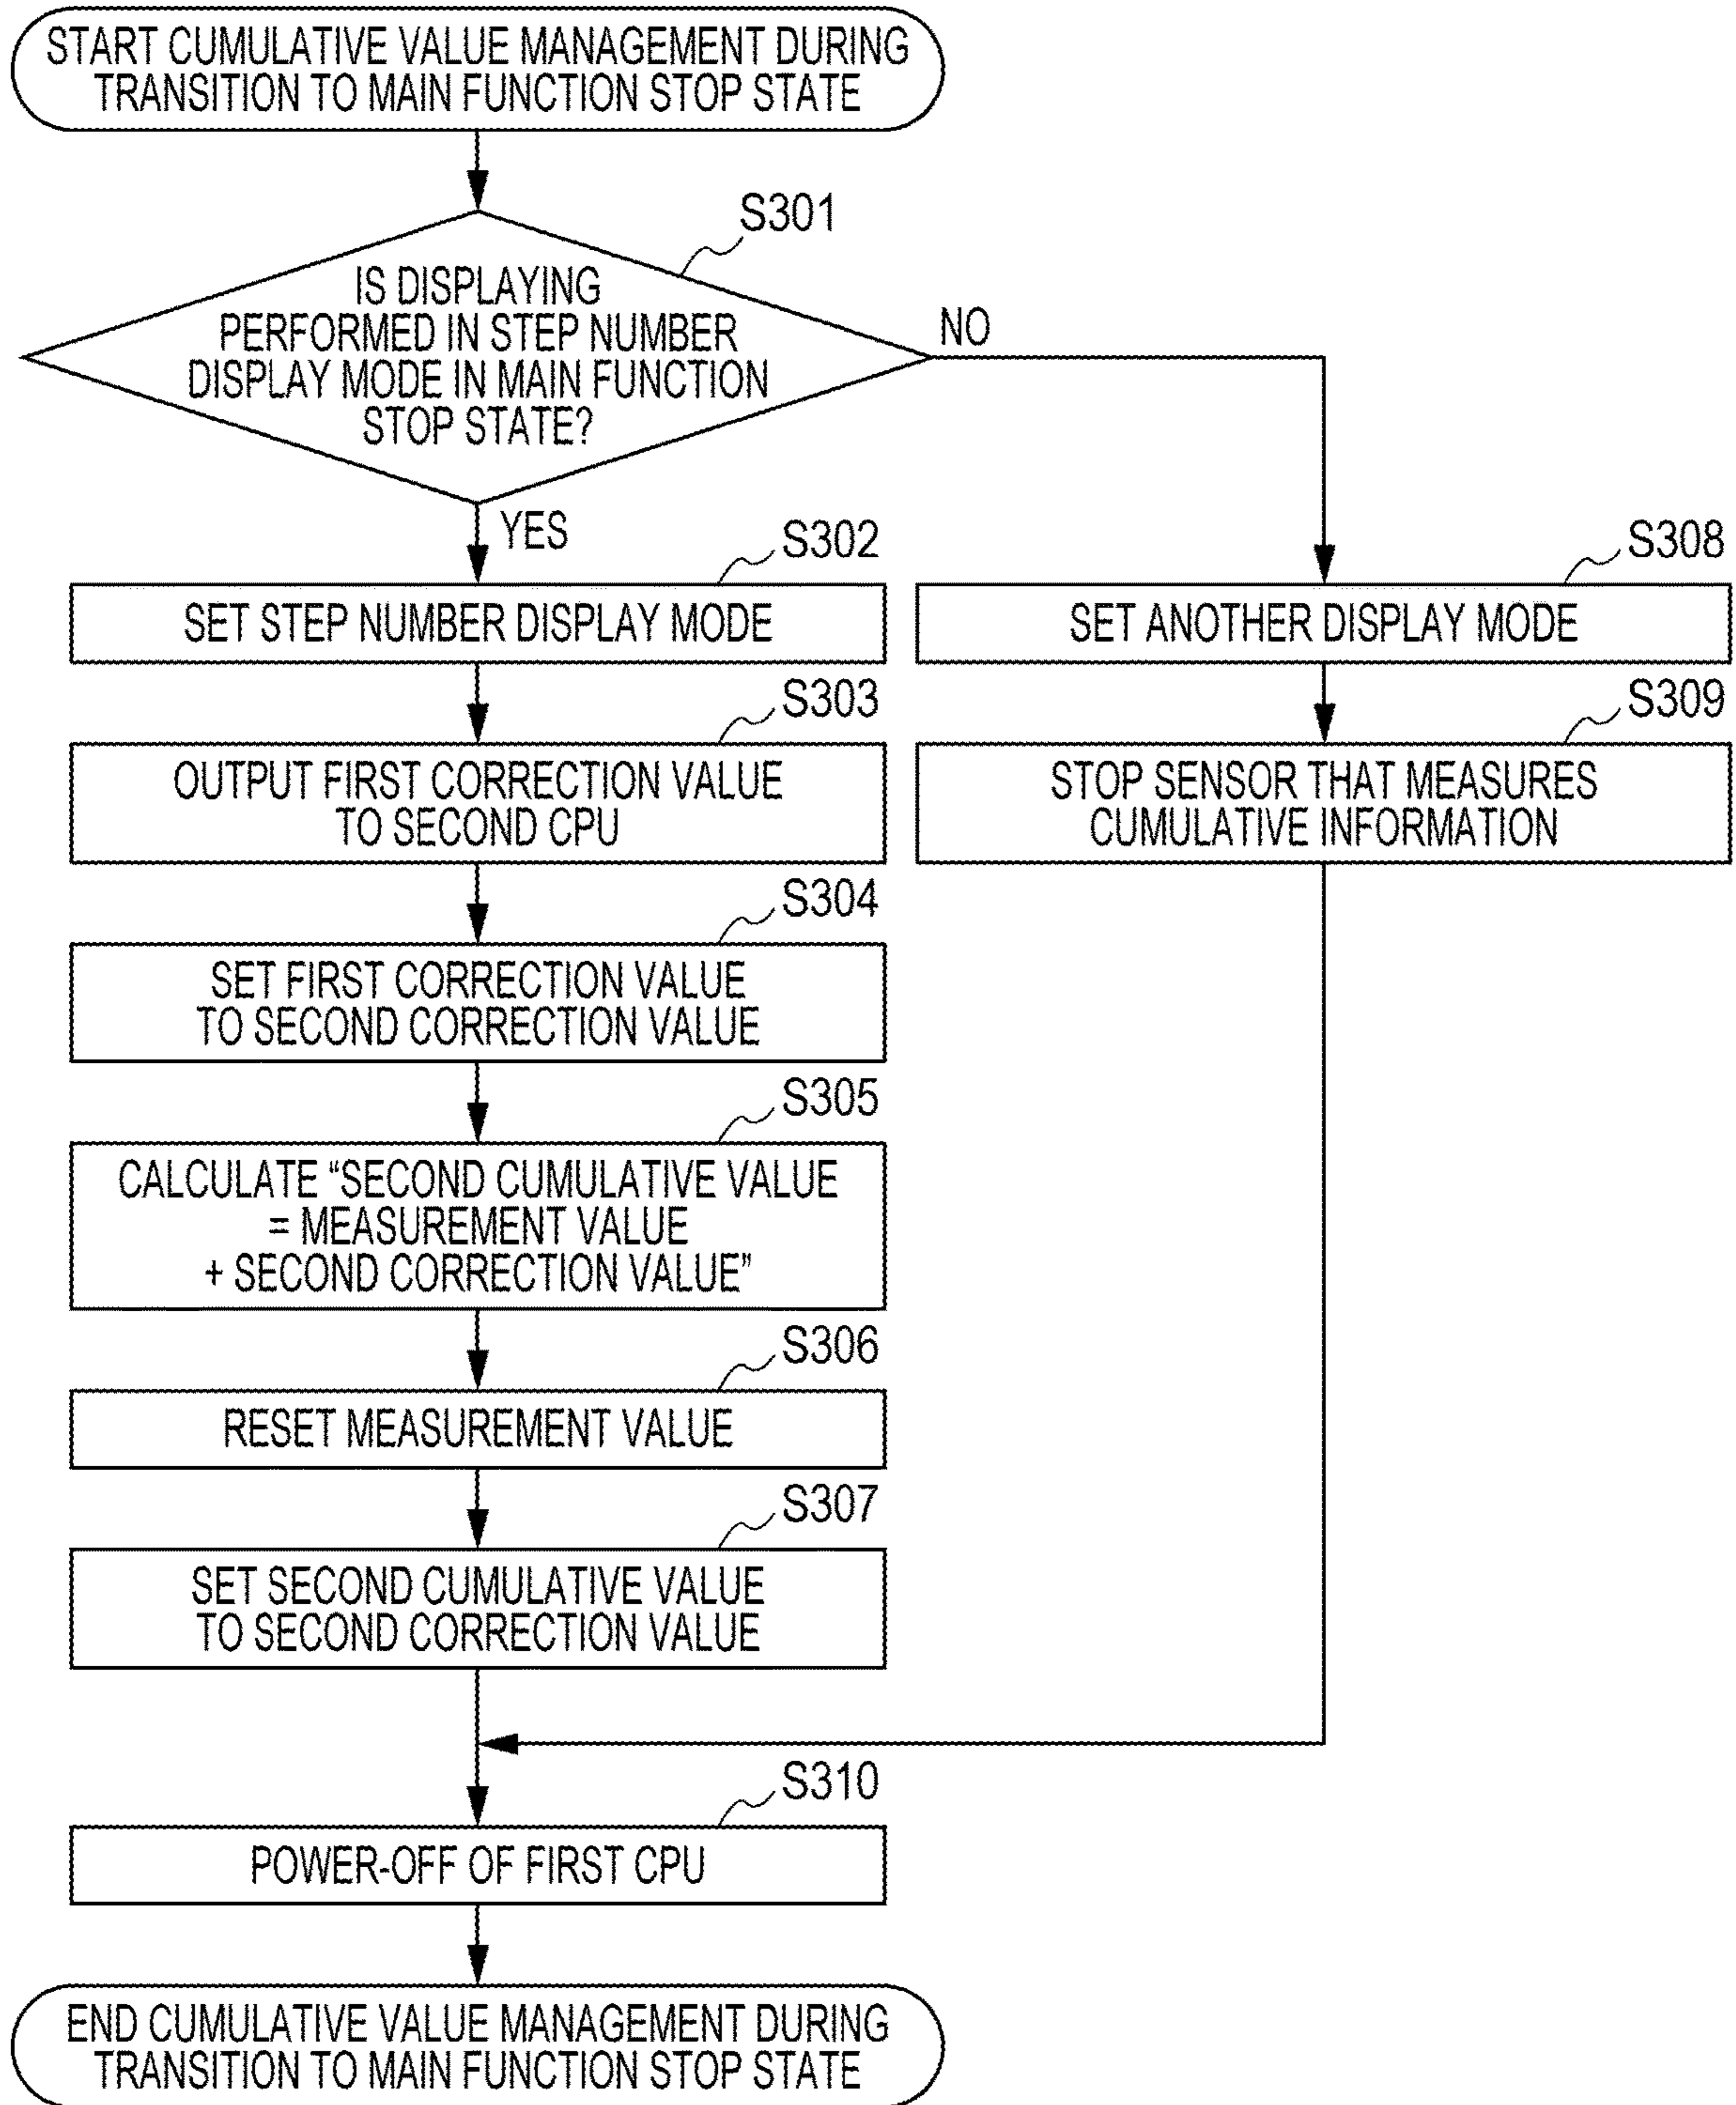 START CUMULATIVE VALUE MANAGEMENT DURING
TRANSITION TO MAIN FUNCTION STOP STATE
S301
IS DISPLAYING
PERFORMED IN STEP NUMBER
DISPLAY MODE IN MAIN FUNCTION
STOP STATE?
NO
YES
S302
SET STEP NUMBER DISPLAY MODE
S308
SET ANOTHER DISPLAY MODE
S303
OUTPUT FIRST CORRECTION VALUE
TO SECOND CPU
S309
STOP SENSOR THAT MEASURES
CUMULATIVE INFORMATION
S304
SET FIRST CORRECTION VALUE
TO SECOND CORRECTION VALUE
S305
CALCULATE “SECOND CUMULATIVE VALUE
= MEASUREMENT VALUE
+ SECOND CORRECTION VALUE”
S306
RESET MEASUREMENT VALUE
S307
SET SECOND CUMULATIVE VALUE
TO SECOND CORRECTION VALUE
S310
POWER-OFF OF FIRST CPU
END CUMULATIVE VALUE MANAGEMENT DURING
TRANSITION TO MAIN FUNCTION STOP STATE